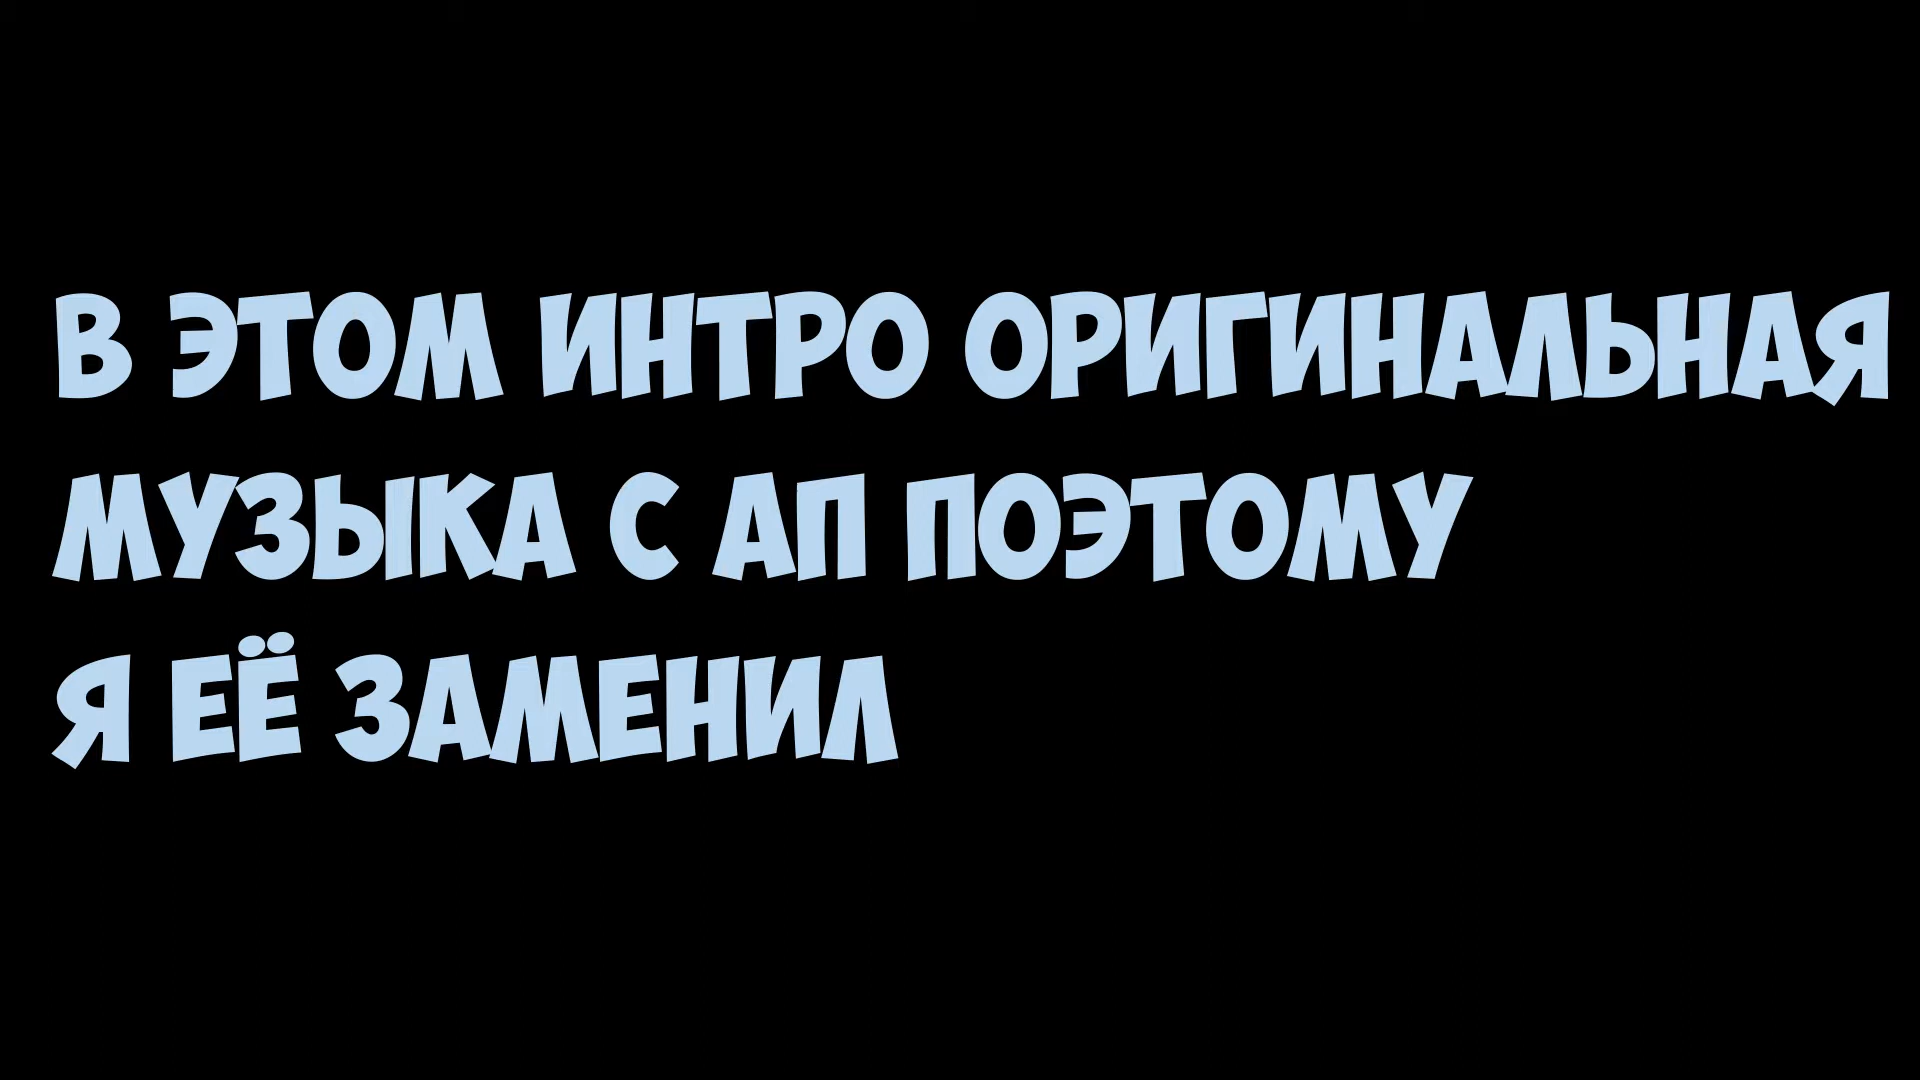 В ЭТОМ ИНТРО ОРИГИНАЛЬНАЯ
МУЗЫКА С АП ПОЭТОМУ
Я ЕЁ ЗАМЕНИЛ